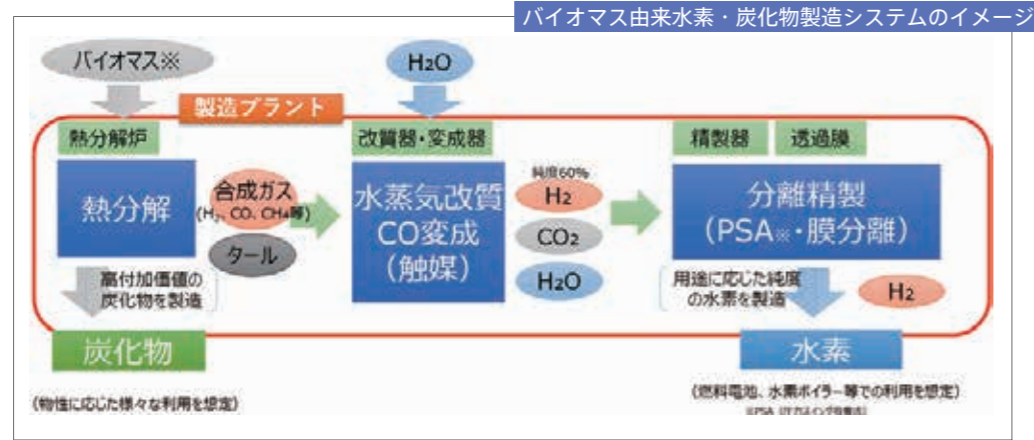 バイオマス由来水素・炭化物製造システムのイメージ
バイオマス※
H2O
製造プラント
熱分解炉
改質器・変成器
精製器
透過膜
熱分解
合成ガス
(H2、CO、CH4等)
タール
水蒸気改質
CO変成
(触媒)
純度60%
H2
CO2
H2O
分離精製
(PSA※・膜分離)
高付加価値の
炭化物を製造
用途に応じた純度
の水素を製造
H2
炭化物
水素
(物性に応じた様々な利用を想定)
(燃料電池、水素ボイラー等での利用を想定)